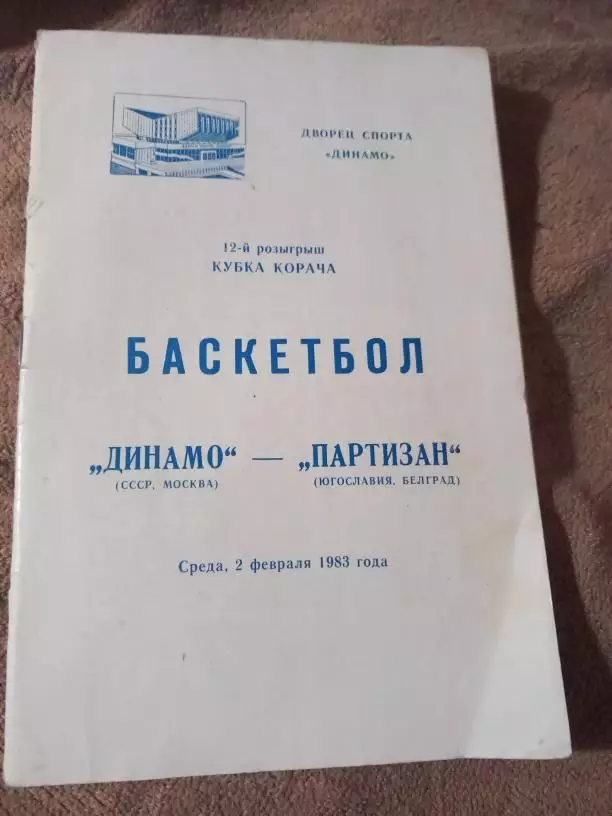 ДВОРЕЦ СПОРТА
«ДИНАМО»
12-й розыгрыш
КУБКА КОРАЧА
БАСКЕТБОЛ
„ДИНАМО“ — „ПАРТИЗАН“
(СССР, МОСКВА) (ЮГОСЛАВИЯ, БЕЛГРАД)
Среда, 2 февраля 1983 года